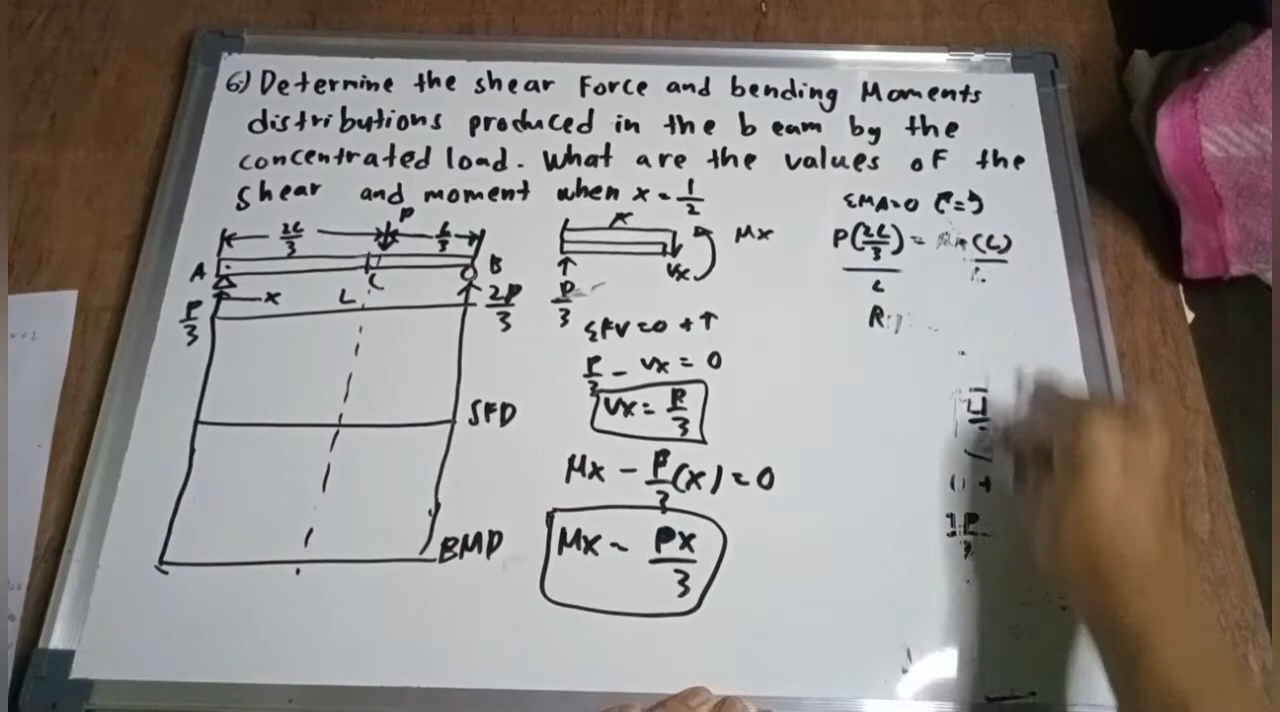 6.) Determine the shear Force and bending Moments
distributions produced in the beam by the
concentrated load. What are the values of the
shear and moment when x = 1/2
P
2L/3
L/3
A
B
C
x
L
P/3
2P/3
SFD
BMD
x
Mx
Vx
P/3
ΣFV=0 +↑
P/3 - Vx = 0
Vx = P/3
Mx - P/3(x) = 0
Mx = Px/3
ΣMA=0
P(2L/3) = (L)
L
R